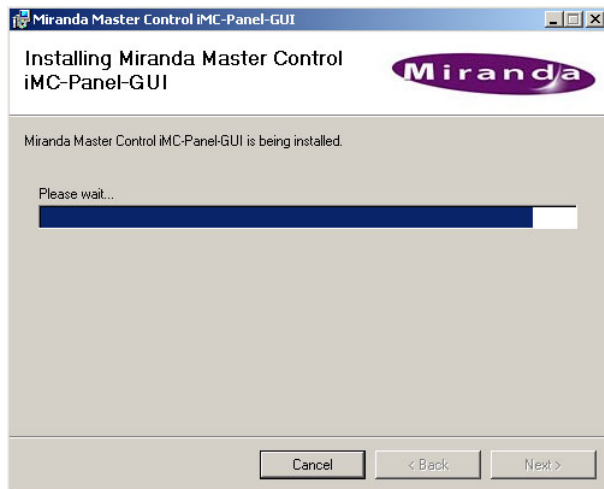 Miranda Master Control iMC-Panel-GUI
Installing Miranda Master Control
iMC-Panel-GUI
Miranda
Miranda Master Control iMC-Panel-GUI is being installed.
Please wait...
Cancel
< Back
Next >